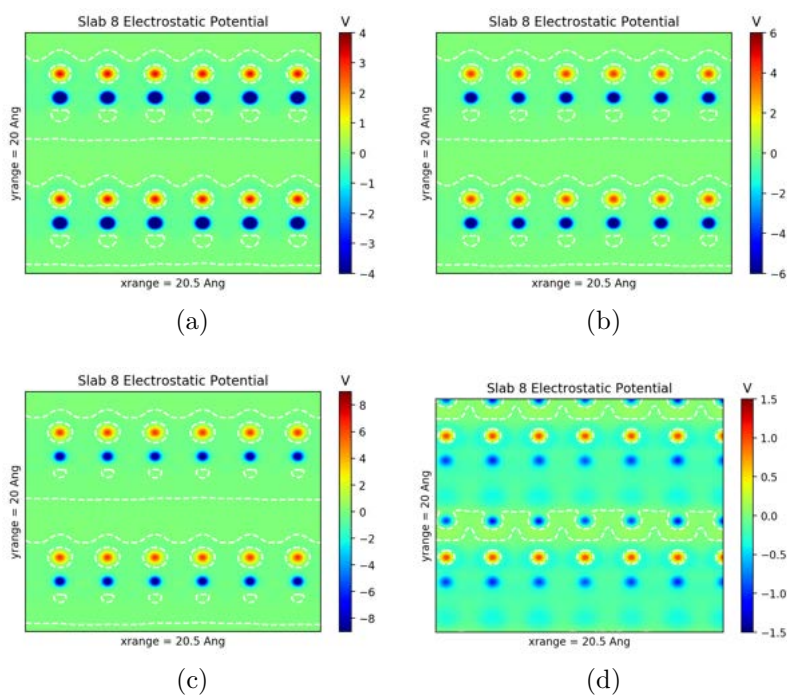 Slab 8 Electrostatic Potential V
4
3
2
1
0
−1
−2
−3
−4
yrange = 20 Ang
xrange = 20.5 Ang
(a)
Slab 8 Electrostatic Potential V
6
4
2
0
−2
−4
−6
yrange = 20 Ang
xrange = 20.5 Ang
(b)
Slab 8 Electrostatic Potential V
8
6
4
2
0
−2
−4
−6
−8
yrange = 20 Ang
xrange = 20.5 Ang
(c)
Slab 8 Electrostatic Potential V
1.5
1.0
0.5
0.0
−0.5
−1.0
−1.5
yrange = 20 Ang
xrange = 20.5 Ang
(d)